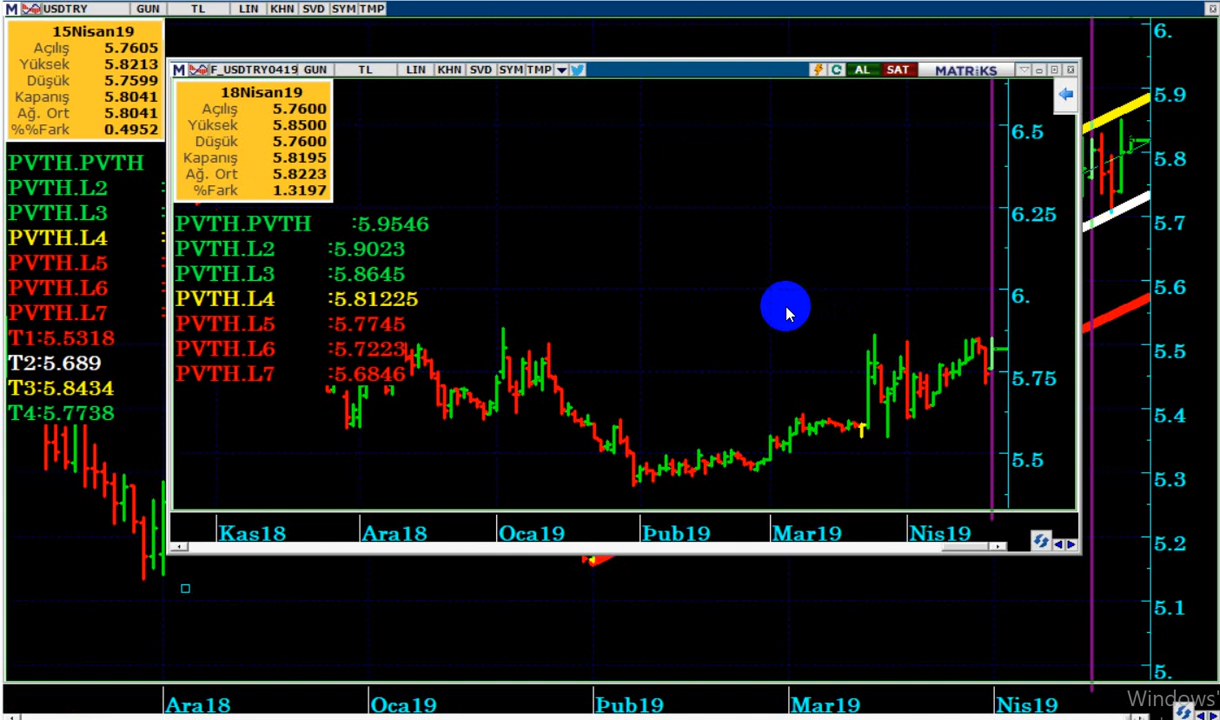 M USDTRY GUN TL LIN KHN SVD SYM TMP
15Nisan19
Açılış 5.7605
Yüksek 5.8213
Düşük 5.7599
Kapanış 5.8041
Ağ. Ort 5.8041
%%Fark 0.4952
PVTH.PVTH
PVTH.L2
PVTH.L3
PVTH.L4
PVTH.L5
PVTH.L6
PVTH.L7
T1:5.5318
T2:5.689
T3:5.8434
T4:5.7738
M F_USDTRY0419 GUN TL LIN KHN SVD SYM TMP C AL SAT MATRiKS
18Nisan19
Açılış 5.7600
Yüksek 5.8500
Düşük 5.7600
Kapanış 5.8195
Ağ. Ort 5.8223
%Fark 1.3197
PVTH.PVTH :5.9546
PVTH.L2 :5.9023
PVTH.L3 :5.8645
PVTH.L4 :5.81225
PVTH.L5 :5.7745
PVTH.L6 :5.7223
PVTH.L7 :5.6846
6.5
6.25
6.
5.75
5.5
Kas18 Ara18 Oca19 Þub19 Mar19 Nis19
6.
5.9
5.8
5.7
5.6
5.5
5.4
5.3
5.2
5.1
5.
Ara18 Oca19 Þub19 Mar19 Nis19
Windows'